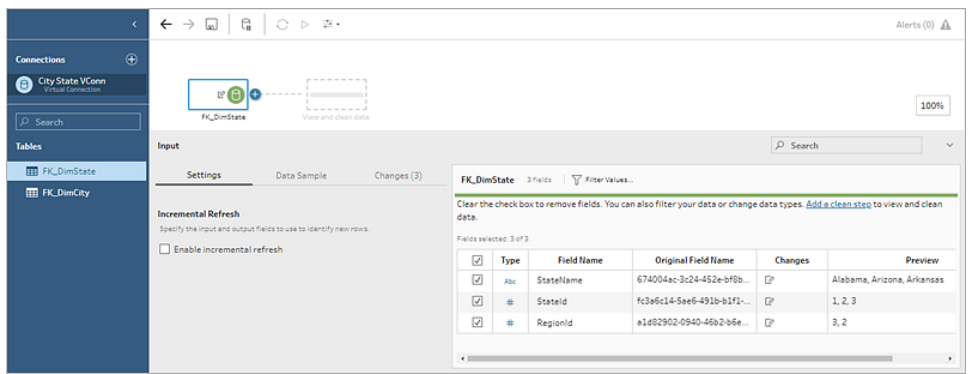 Alerts (0)
Connections
City State VConn
Virtual Connection
Search
Tables
FK_DimState
FK_DimCity
FK_DimState
View and clean data
100%
Input
Search
Settings
Data Sample
Changes (3)
Incremental Refresh
Specify the input and output fields to use to identify new rows.
Enable incremental refresh
FK_DimState 3 fields Filter Values...
Clear the check box to remove fields. You can also filter your data or change data types. Add a clean step to view and clean
data.
Fields selected: 3 of 3
Type Field Name Original Field Name Changes Preview
Abc StateName 674004ac-3c24-452e-bf8b... Alabama, Arizona, Arkansas
# StateId fc3a6c14-5ae6-491b-b1f1-... 1, 2, 3
# RegionId a1d82902-0940-46b2-b6e... 3, 2